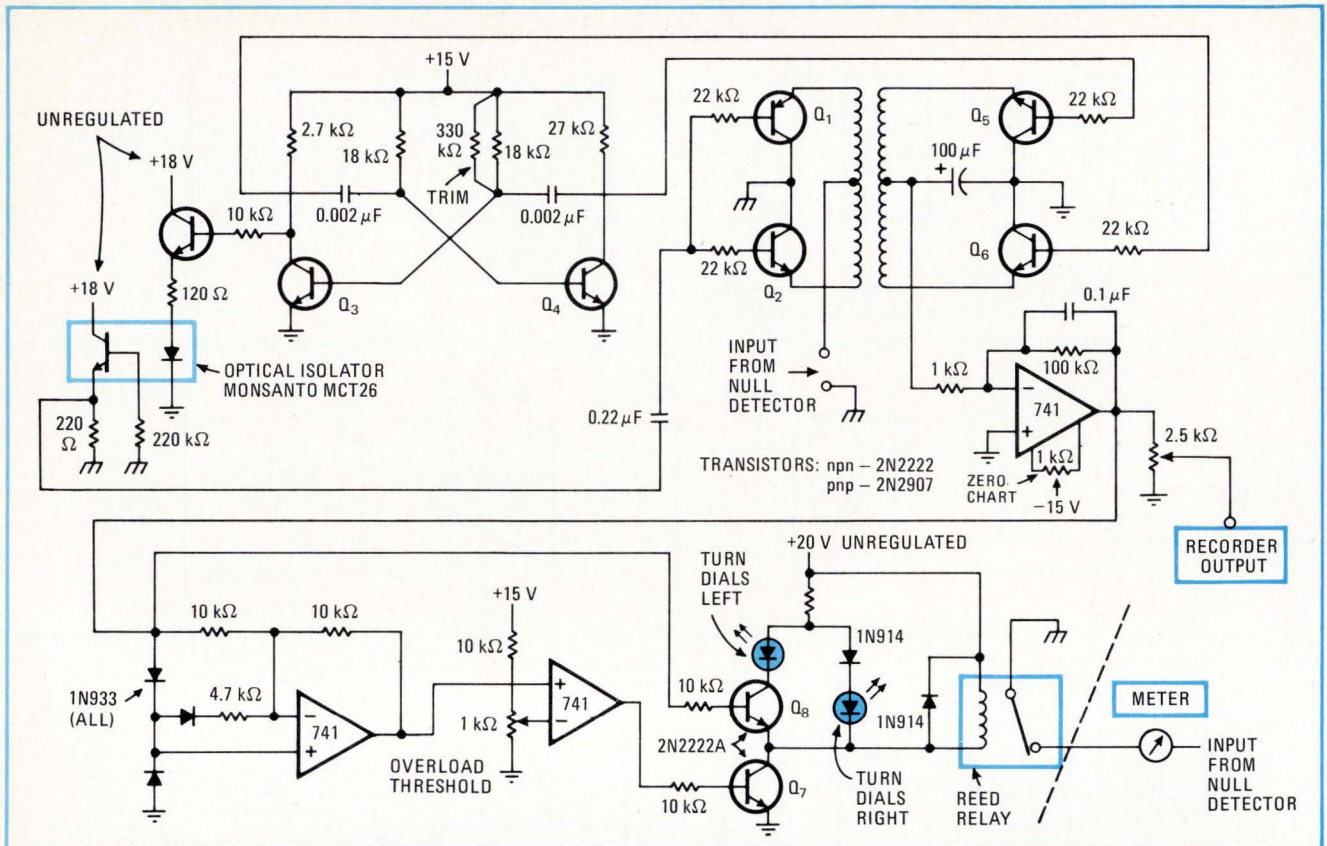 UNREGULATED
+18 V
+18 V
10 kΩ
120 Ω
OPTICAL ISOLATOR
MONSANTO MCT26
220
Ω
220 kΩ
+15 V
2.7 kΩ
18 kΩ
330
kΩ
18 kΩ
27 kΩ
TRIM
0.002 μF
0.002 μF
Q3
Q4
0.22 μF
22 kΩ
Q1
22 kΩ
Q2
100 μF
+
Q5
22 kΩ
Q6
22 kΩ
INPUT
FROM
NULL
DETECTOR
TRANSISTORS: npn – 2N2222
pnp – 2N2907
0.1 μF
1 kΩ
100 kΩ
–
741
+
1 kΩ
ZERO
CHART
–15 V
2.5 kΩ
RECORDER
OUTPUT
1N933
(ALL)
10 kΩ
10 kΩ
4.7 kΩ
–
741
+
OVERLOAD
THRESHOLD
+15 V
10 kΩ
1 kΩ
+
741
–
TURN
DIALS
LEFT
+20 V UNREGULATED
1N914
10 kΩ
Q8
2N2222A
10 kΩ
Q7
1N914
TURN
DIALS
RIGHT
REED
RELAY
METER
INPUT
FROM
NULL
DETECTOR